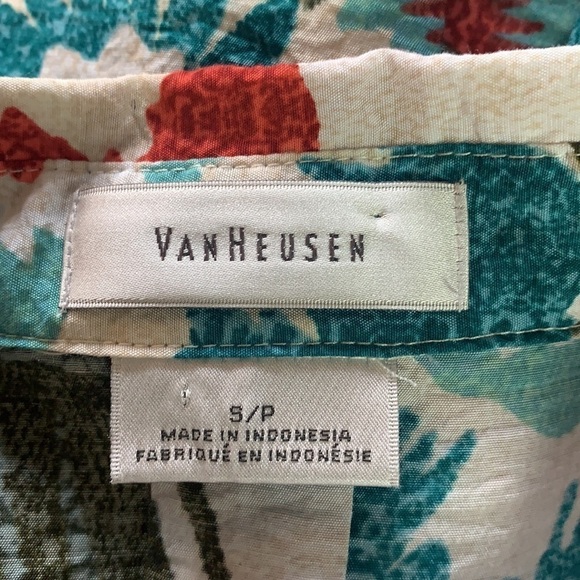 VANHEUSEN
S/P
MADE IN INDONESIA
FABRIQUÉ EN INDONÉSIE